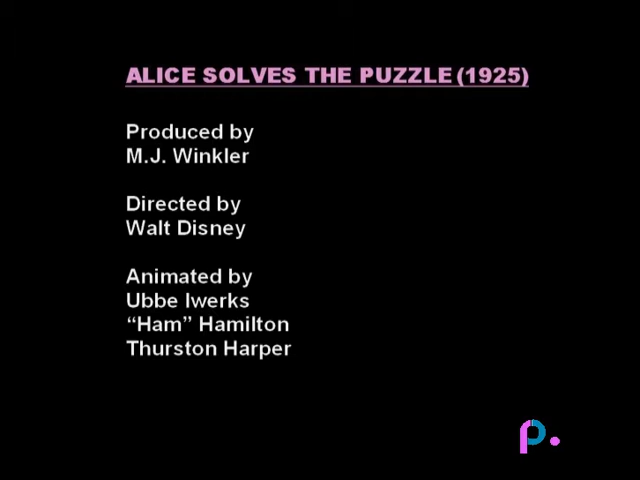 ALICE SOLVES THE PUZZLE (1925)
Produced by
M.J. Winkler
Directed by
Walt Disney
Animated by
Ubbe Iwerks
“Ham” Hamilton
Thurston Harper
p.